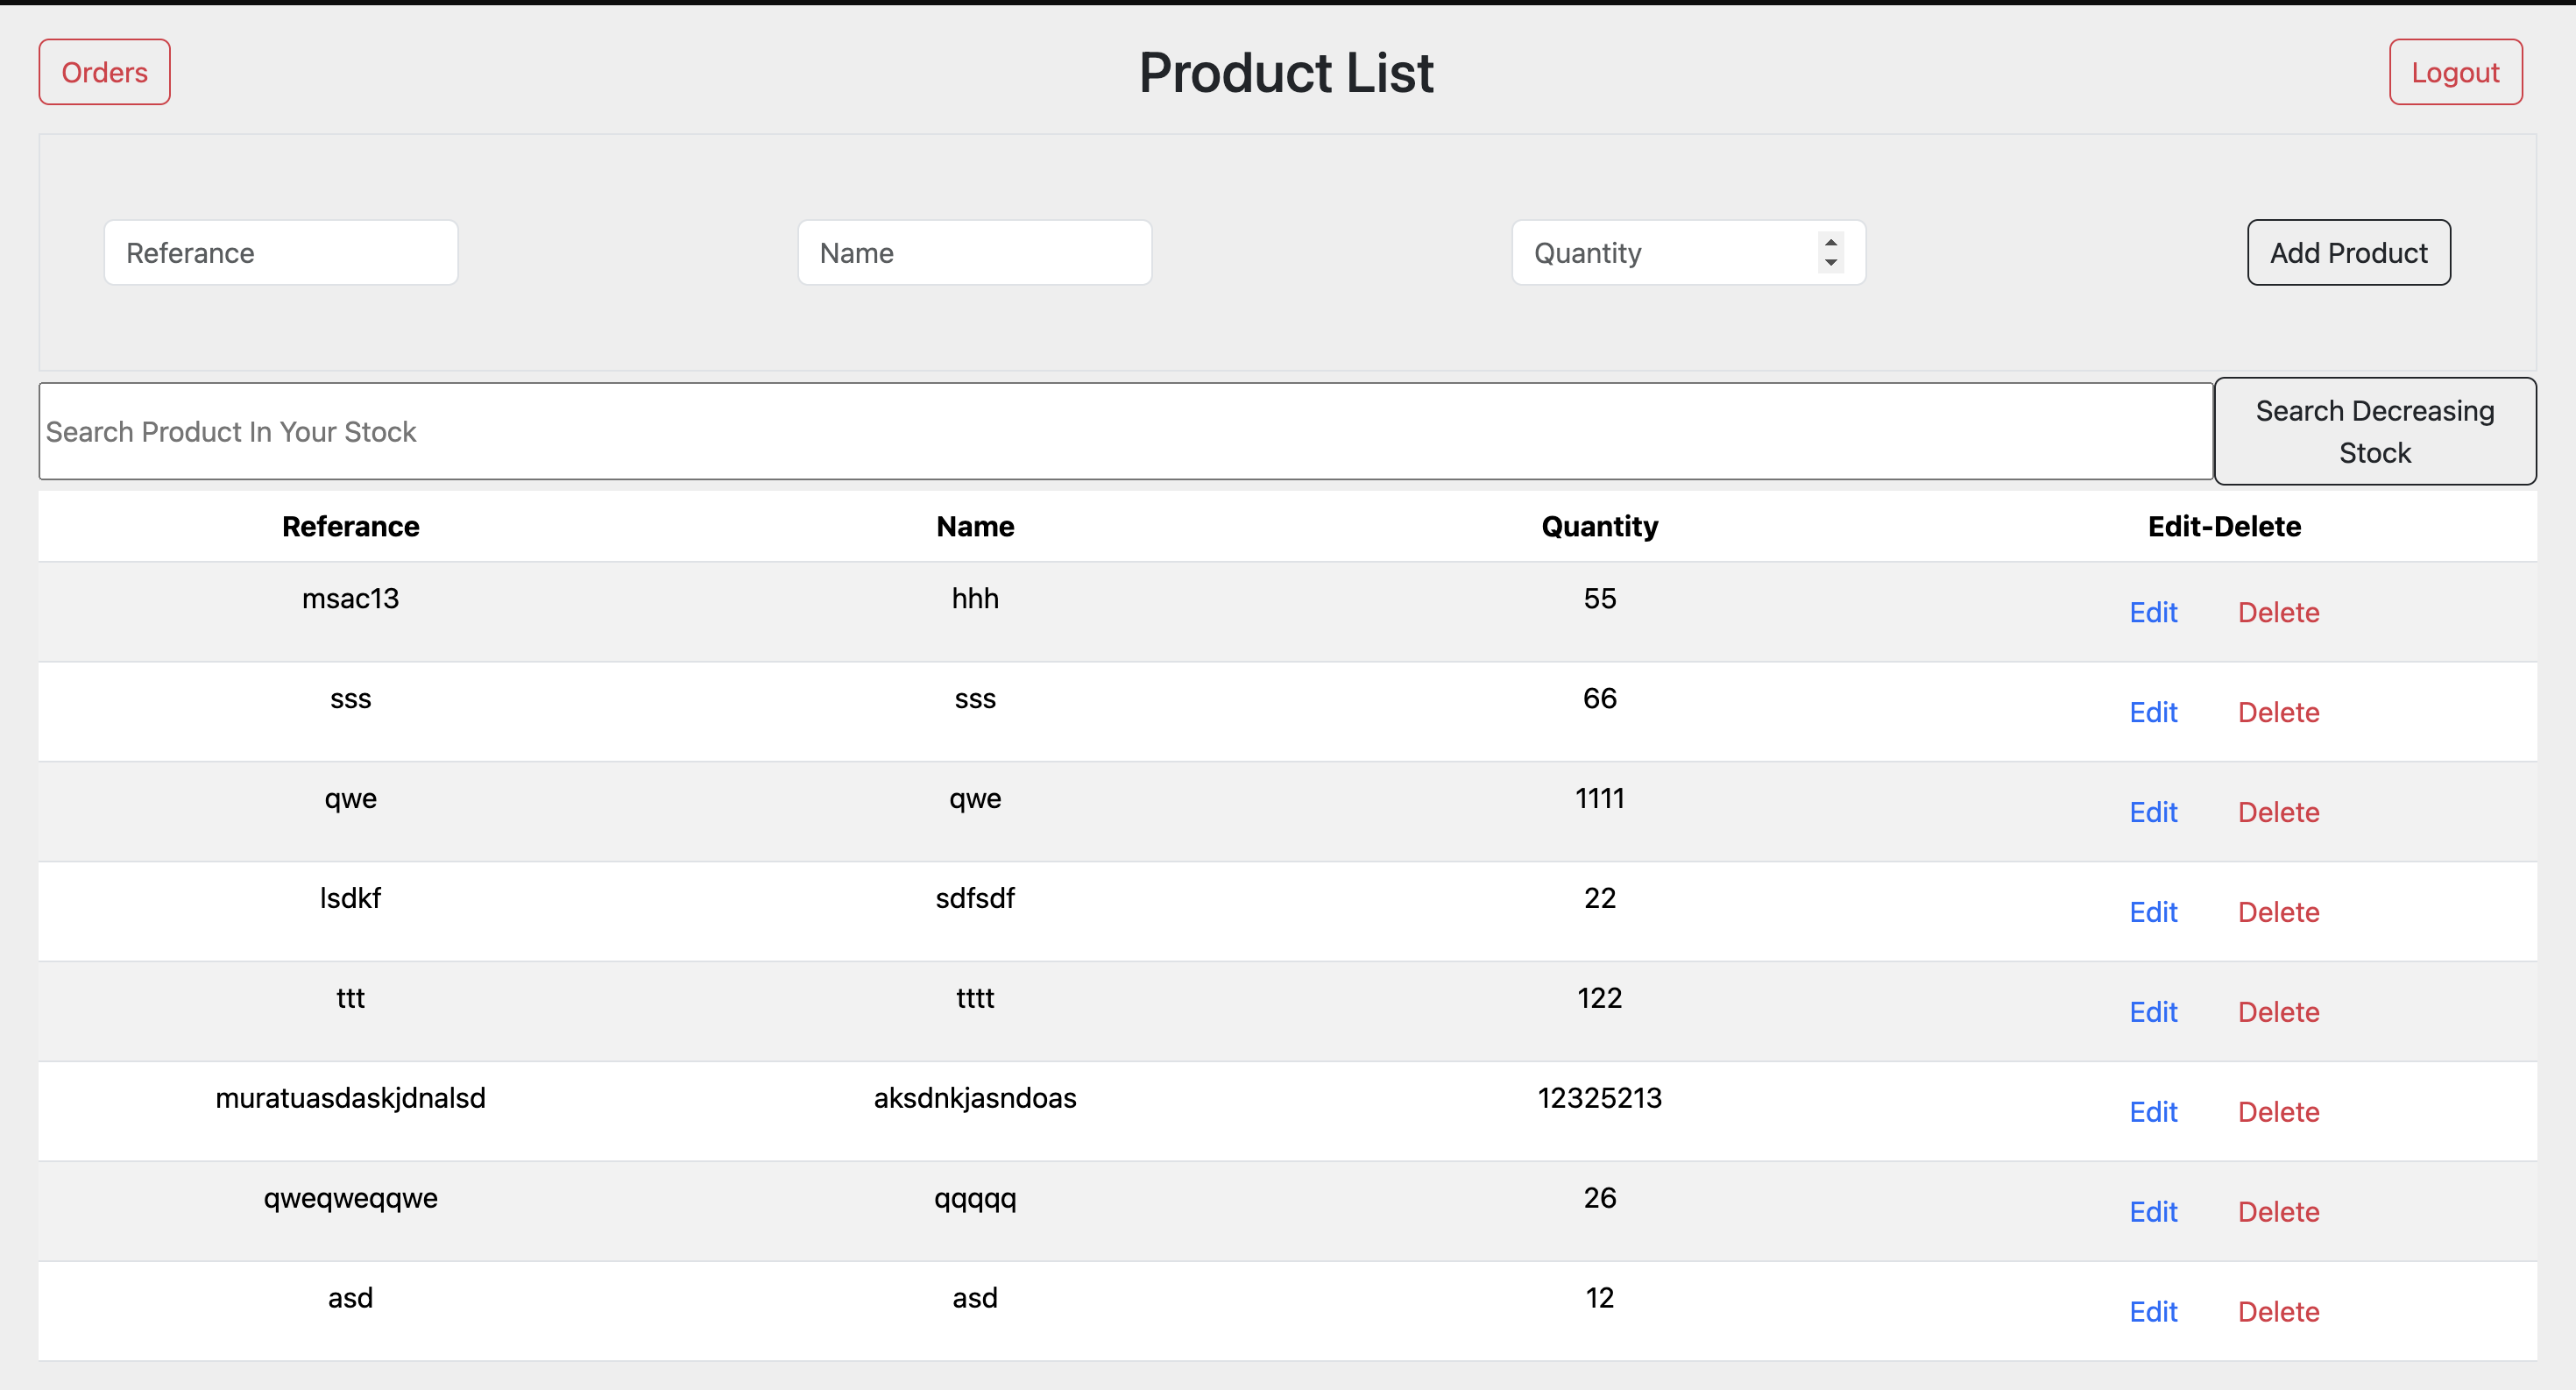 Orders
Product List
Logout
Referance
Name
Quantity
Add Product
Search Product In Your Stock
Search Decreasing
Stock
Referance Name Quantity Edit-Delete
msac13 hhh 55 Edit Delete
sss sss 66 Edit Delete
qwe qwe 1111 Edit Delete
lsdkf sdfsdf 22 Edit Delete
ttt tttt 122 Edit Delete
muratuasdaskjdnalsd aksdnkjasndoas 12325213 Edit Delete
qweqweqqwe qqqqq 26 Edit Delete
asd asd 12 Edit Delete